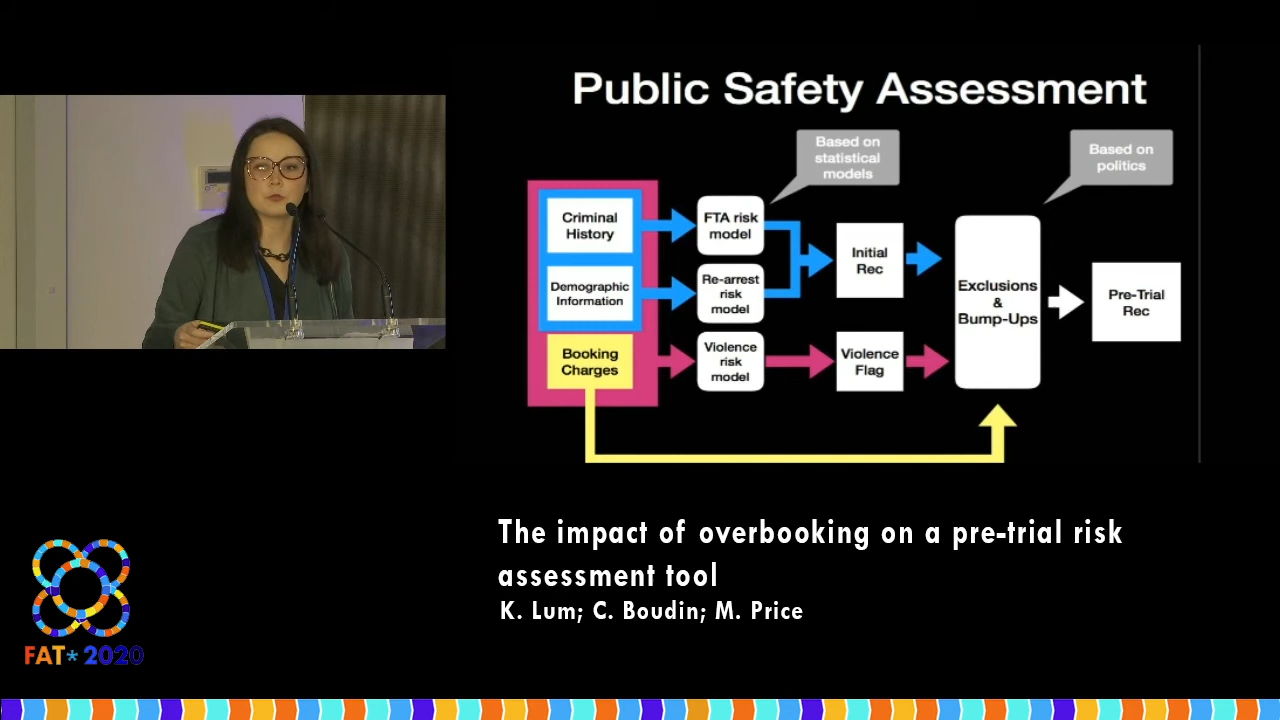 Public Safety Assessment
Based on
statistical
models
Based on
politics
Criminal
History
FTA risk
model
Initial
Rec
Demographic
Information
Re-arrest
risk
model
Exclusions
&
Bump-Ups
Pre-Trial
Rec
Booking
Charges
Violence
risk
model
Violence
Flag
The impact of overbooking on a pre-trial risk
assessment tool
K. Lum; C. Boudin; M. Price
FAT* 2020